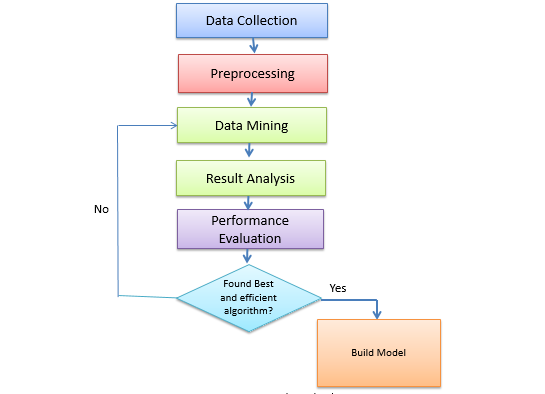 Data Collection
Preprocessing
Data Mining
Result Analysis
No
Performance
Evaluation
Found Best
and efficient
algorithm?
Yes
Build Model